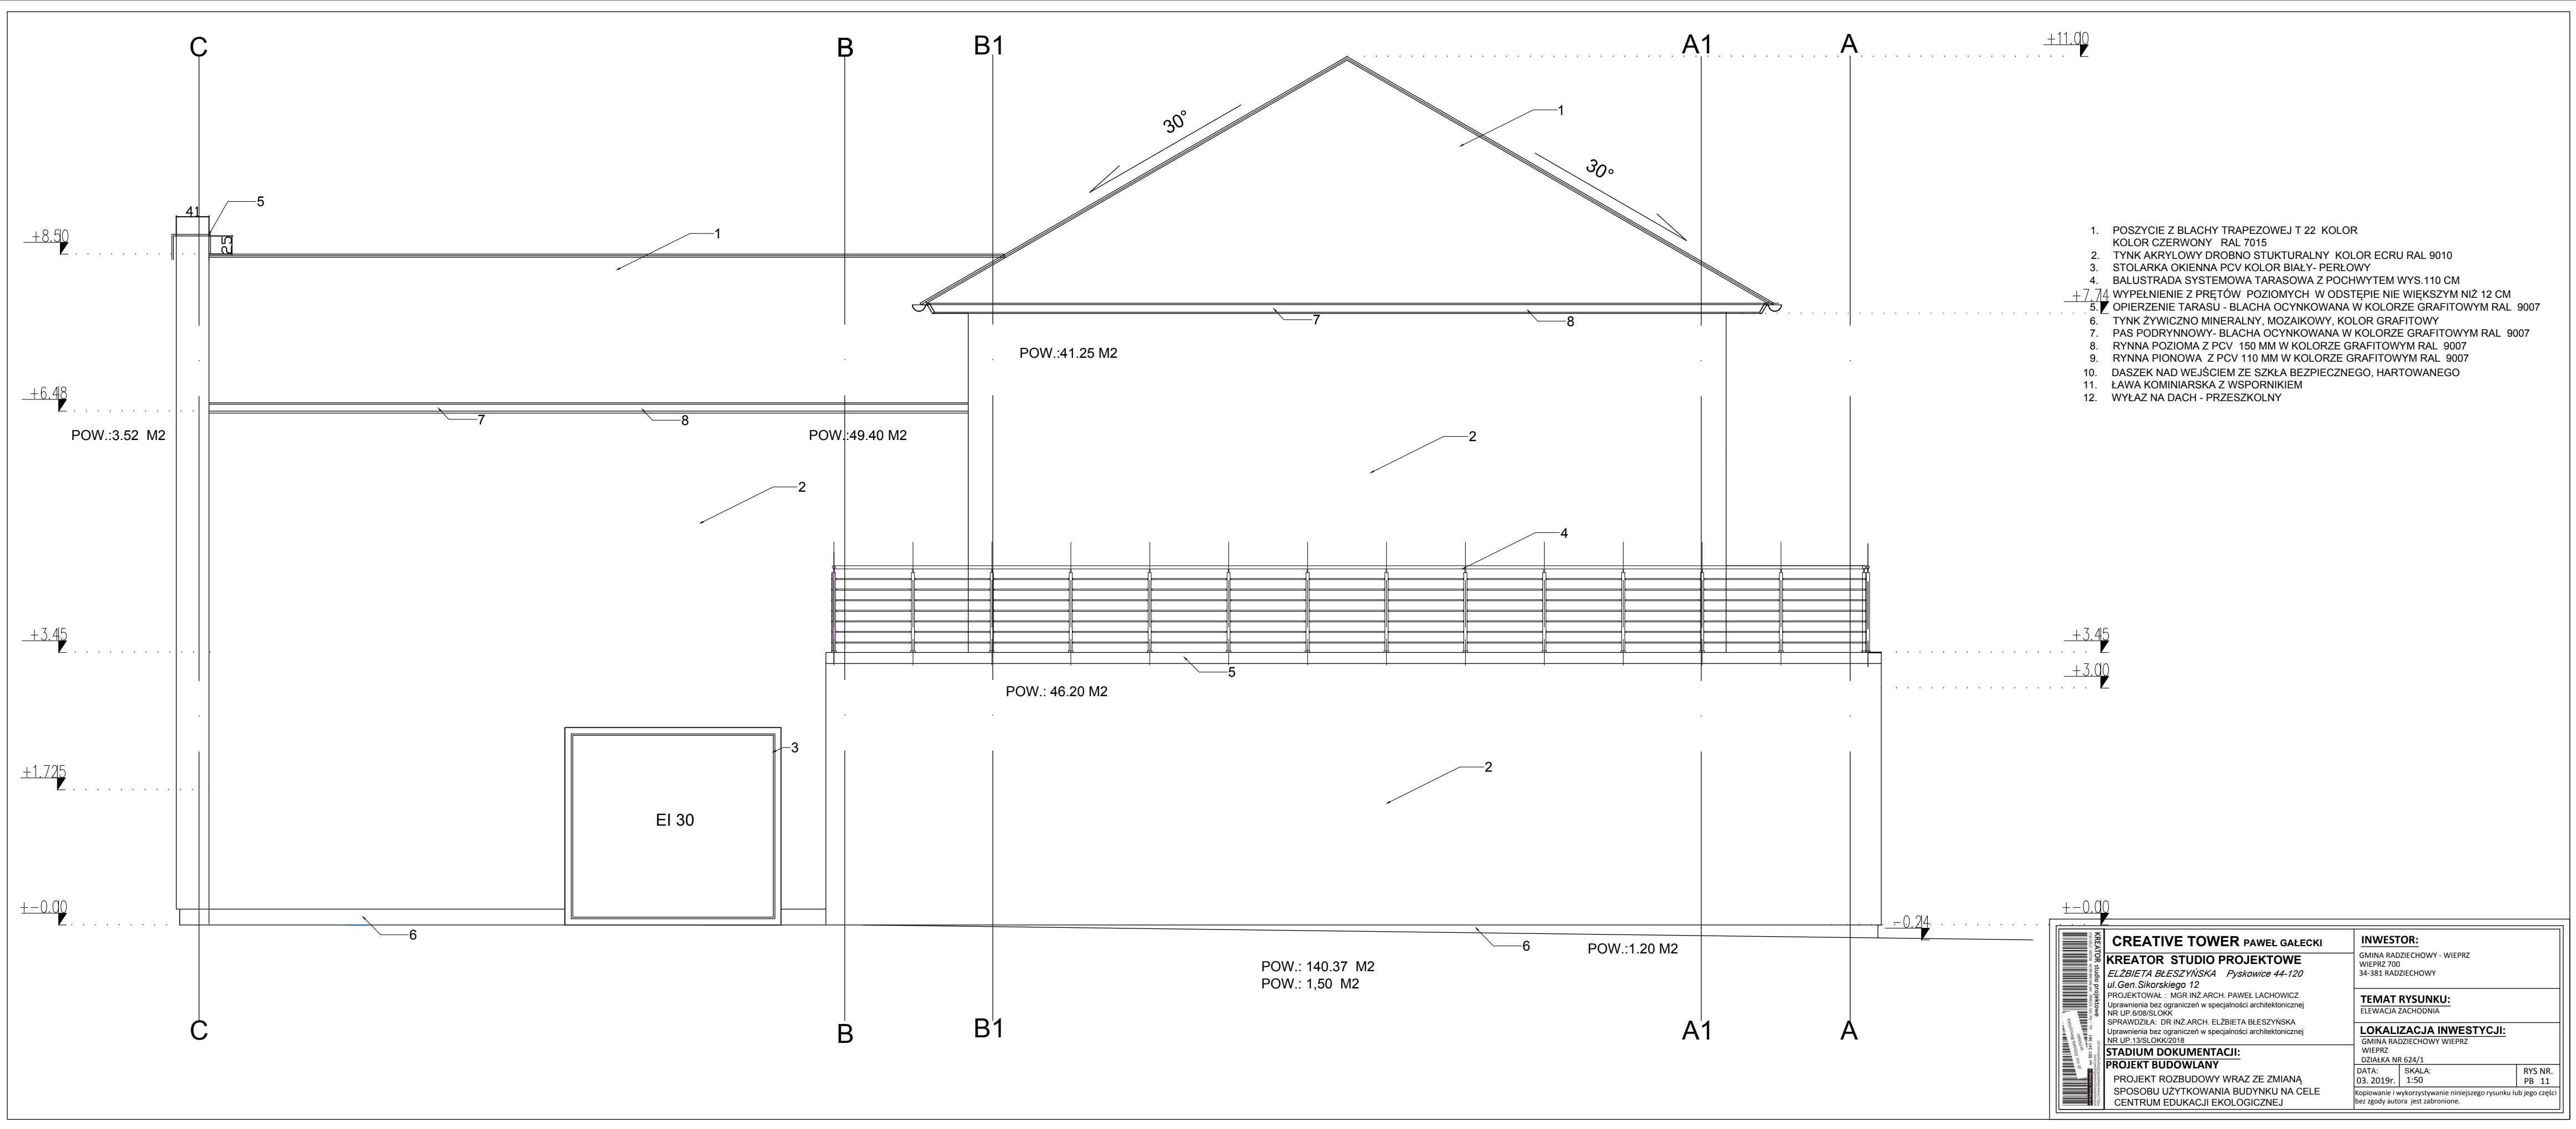 C
B
B1
A1
A
+11.00
30°
30°
1
41
5
25
+8.50
1
1. POSZYCIE Z BLACHY TRAPEZOWEJ T 22 KOLOR
KOLOR CZERWONY RAL 7015
2. TYNK AKRYLOWY DROBNO STUKTURALNY KOLOR ECRU RAL 9010
3. STOLARKA OKIENNA PCV KOLOR BIAŁY- PERŁOWY
4. BALUSTRADA SYSTEMOWA TARASOWA Z POCHWYTEM WYS.110 CM
WYPEŁNIENIE Z PRĘTÓW POZIOMYCH W ODSTĘPIE NIE WIĘKSZYM NIŻ 12 CM
5. OPIERZENIE TARASU - BLACHA OCYNKOWANA W KOLORZE GRAFITOWYM RAL 9007
6. TYNK ŻYWICZNO MINERALNY, MOZAIKOWY, KOLOR GRAFITOWY
7. PAS PODRYNNOWY- BLACHA OCYNKOWANA W KOLORZE GRAFITOWYM RAL 9007
8. RYNNA POZIOMA Z PCV 150 MM W KOLORZE GRAFITOWYM RAL 9007
9. RYNNA PIONOWA Z PCV 110 MM W KOLORZE GRAFITOWYM RAL 9007
10. DASZEK NAD WEJŚCIEM ZE SZKŁA BEZPIECZNEGO, HARTOWANEGO
11. ŁAWA KOMINIARSKA Z WSPORNIKIEM
12. WYŁAZ NA DACH - PRZESZKOLNY
+7.74
7
8
POW.:41.25 M2
+6.48
7
8
POW.:3.52 M2
POW.:49.40 M2
2
2
4
+3.45
+3.45
+3.00
5
POW.: 46.20 M2
3
2
+1.725
EI 30
+-0.00
+-0.00
-0.24
6
6
POW.:1.20 M2
POW.: 140.37 M2
POW.: 1,50 M2
C
B
B1
A1
A
KREATOR studio projektowe
CREATIVE TOWER PAWEŁ GAŁECKI
KREATOR STUDIO PROJEKTOWE
ELŻBIETA BŁESZYŃSKA Pyskowice 44-120
ul.Gen.Sikorskiego 12
PROJEKTOWAŁ : MGR INŻ.ARCH. PAWEŁ LACHOWICZ
Uprawnienia bez ograniczeń w specjalności architektonicznej
NR UP.6/08/SLOKK
SPRAWDZIŁA: DR INŻ.ARCH. ELŻBIETA BŁESZYŃSKA
Uprawnienia bez ograniczeń w specjalności architektonicznej
NR UP.13/SLOKK/2018
STADIUM DOKUMENTACJI:
PROJEKT BUDOWLANY
PROJEKT ROZBUDOWY WRAZ ZE ZMIANĄ
SPOSOBU UŻYTKOWANIA BUDYNKU NA CELE
CENTRUM EDUKACJI EKOLOGICZNEJ
INWESTOR:
GMINA RADZIECHOWY - WIEPRZ
WIEPRZ 700
34-381 RADZIECHOWY
TEMAT RYSUNKU:
ELEWACJA ZACHODNIA
LOKALIZACJA INWESTYCJI:
GMINA RADZIECHOWY WIEPRZ
WIEPRZ
DZIAŁKA NR 624/1
DATA: SKALA: RYS NR.
03. 2019r. 1:50 PB 11
Kopiowanie i wykorzystywanie niniejszego rysunku lub jego części
bez zgody autora jest zabronione.